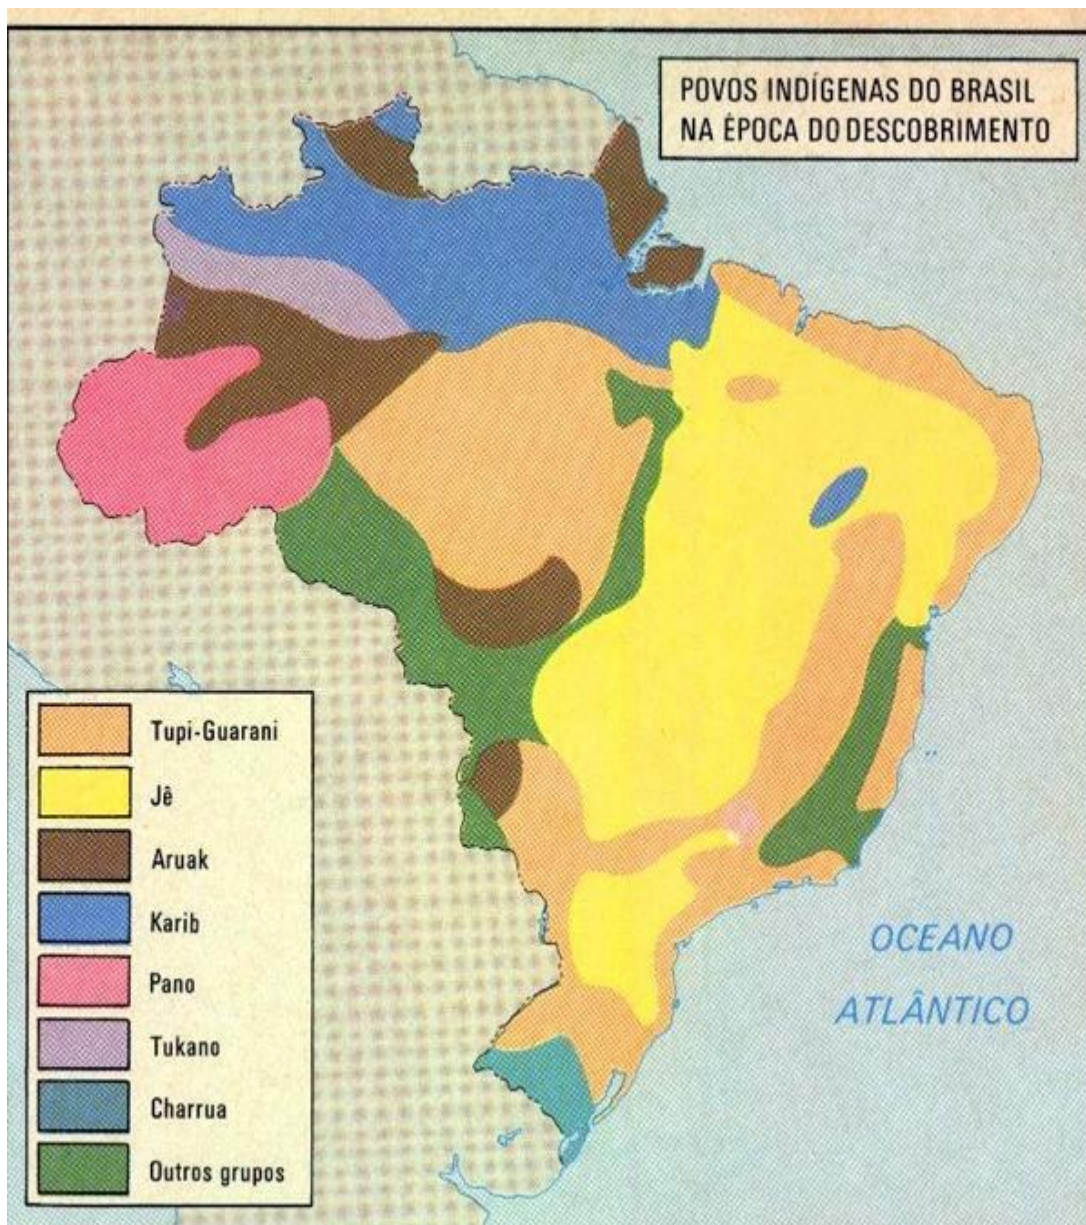 POVOS INDÍGENAS DO BRASIL
NA ÉPOCA DO DESCOBRIMENTO
Tupi-Guarani
Jê
Aruak
Karib
Pano
Tukano
Charrua
Outros grupos
OCEANO
ATLÂNTICO